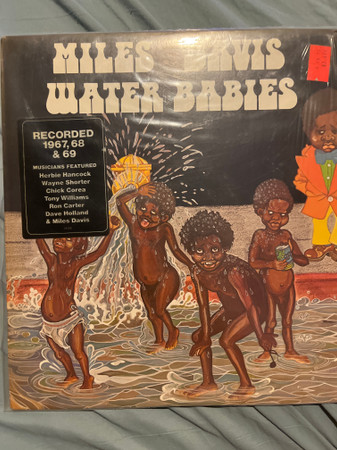 MILES DAVIS
WATER BABIES
RECORDED
1967, 68
& 69
MUSICIANS FEATURED
Herbie Hancock
Wayne Shorter
Chick Corea
Tony Williams
Ron Carter
Dave Holland
& Miles Davis